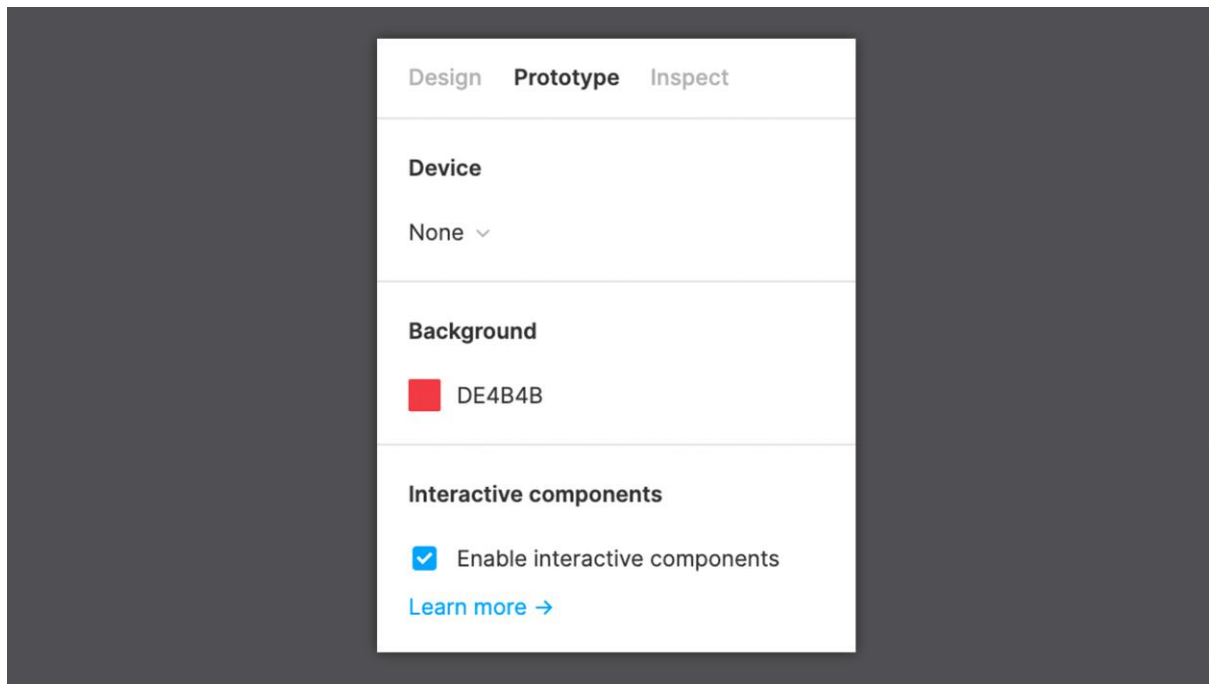 Design Prototype Inspect
Device
None
Background
DE4B4B
Interactive components
Enable interactive components
Learn more →